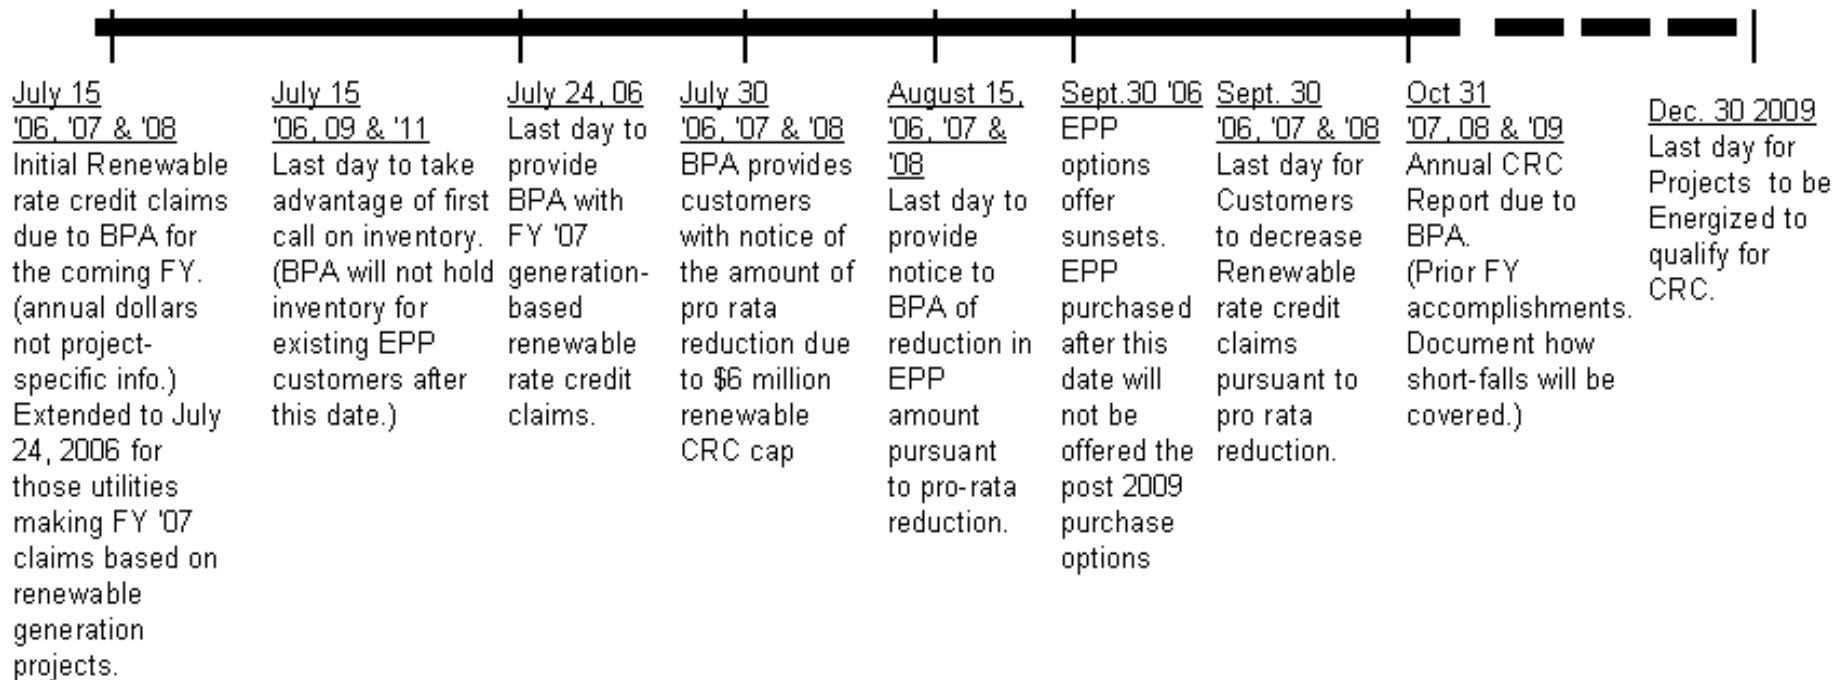 July 15
'06, '07 & '08
Initial Renewable
rate credit claims
due to BPA for
the coming FY.
(annual dollars
not project-
specific info.)
Extended to July
24, 2006 for
those utilities
making FY '07
claims based on
renewable
generation
projects.
July 15
'06, 09 & '11
Last day to take
advantage of first
call on inventory.
(BPA will not hold
inventory for
existing EPP
customers after
this date.)
July 24, 06
Last day to
provide
BPA with
FY '07
generation-
based
renewable
rate credit
claims.
July 30
'06, '07 & '08
BPA provides
customers
with notice of
the amount of
pro rata
reduction due
to $6 million
renewable
CRC cap
August 15,
'06, '07 &
'08
Last day to
provide
notice to
BPA of
reduction in
EPP
amount
pursuant
to pro-rata
reduction.
Sept.30 '06
EPP
options
offer
sunsets.
EPP
purchased
after this
date will
not be
offered the
post 2009
purchase
options
Sept. 30
'06, '07 & '08
Last day for
Customers
to decrease
Renewable
rate credit
claims
pursuant to
pro rata
reduction.
Oct 31
'07, 08 & '09
Annual CRC
Report due to
BPA.
(Prior FY
accomplishments.
Document how
short-falls will be
covered.)
Dec. 30 2009
Last day for
Projects  to be
Energized to
qualify for
CRC.